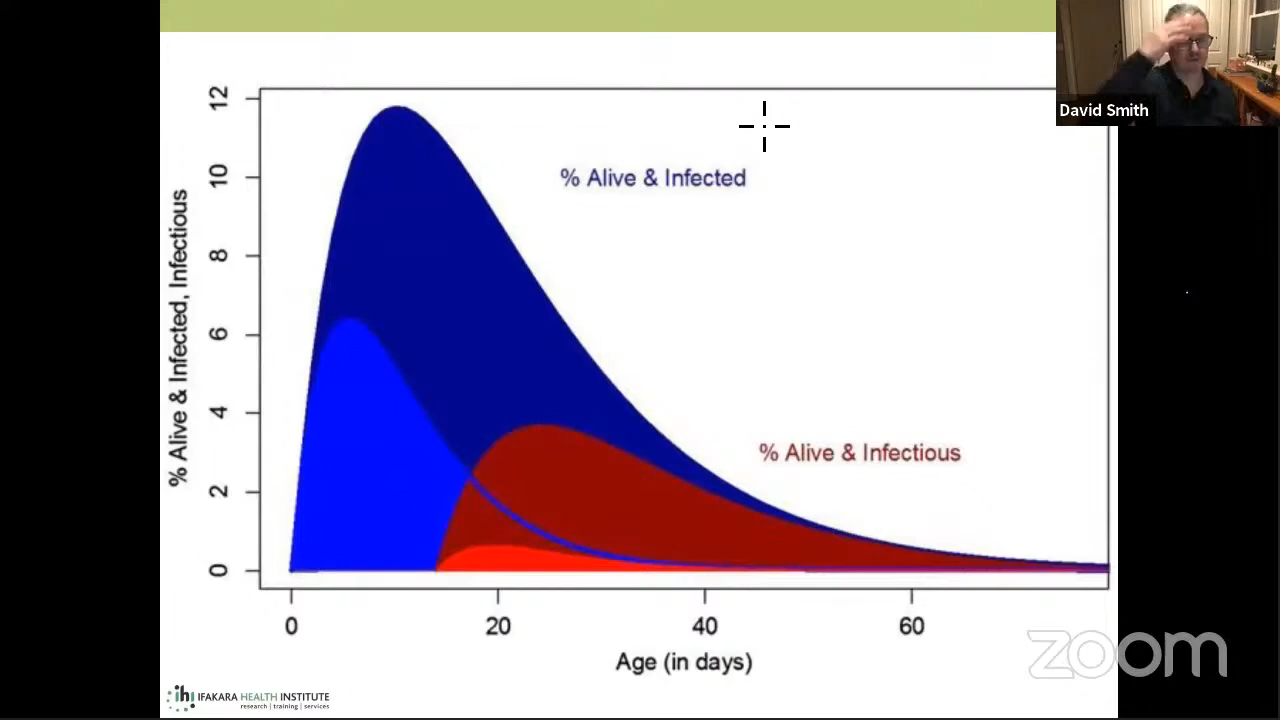 David Smith
% Alive & Infected, Infectious
12
10
8
6
4
2
0
% Alive & Infected
% Alive & Infectious
0 20 40 60
Age (in days)
zoom
ihi IFAKARA HEALTH INSTITUTE
research | training | services